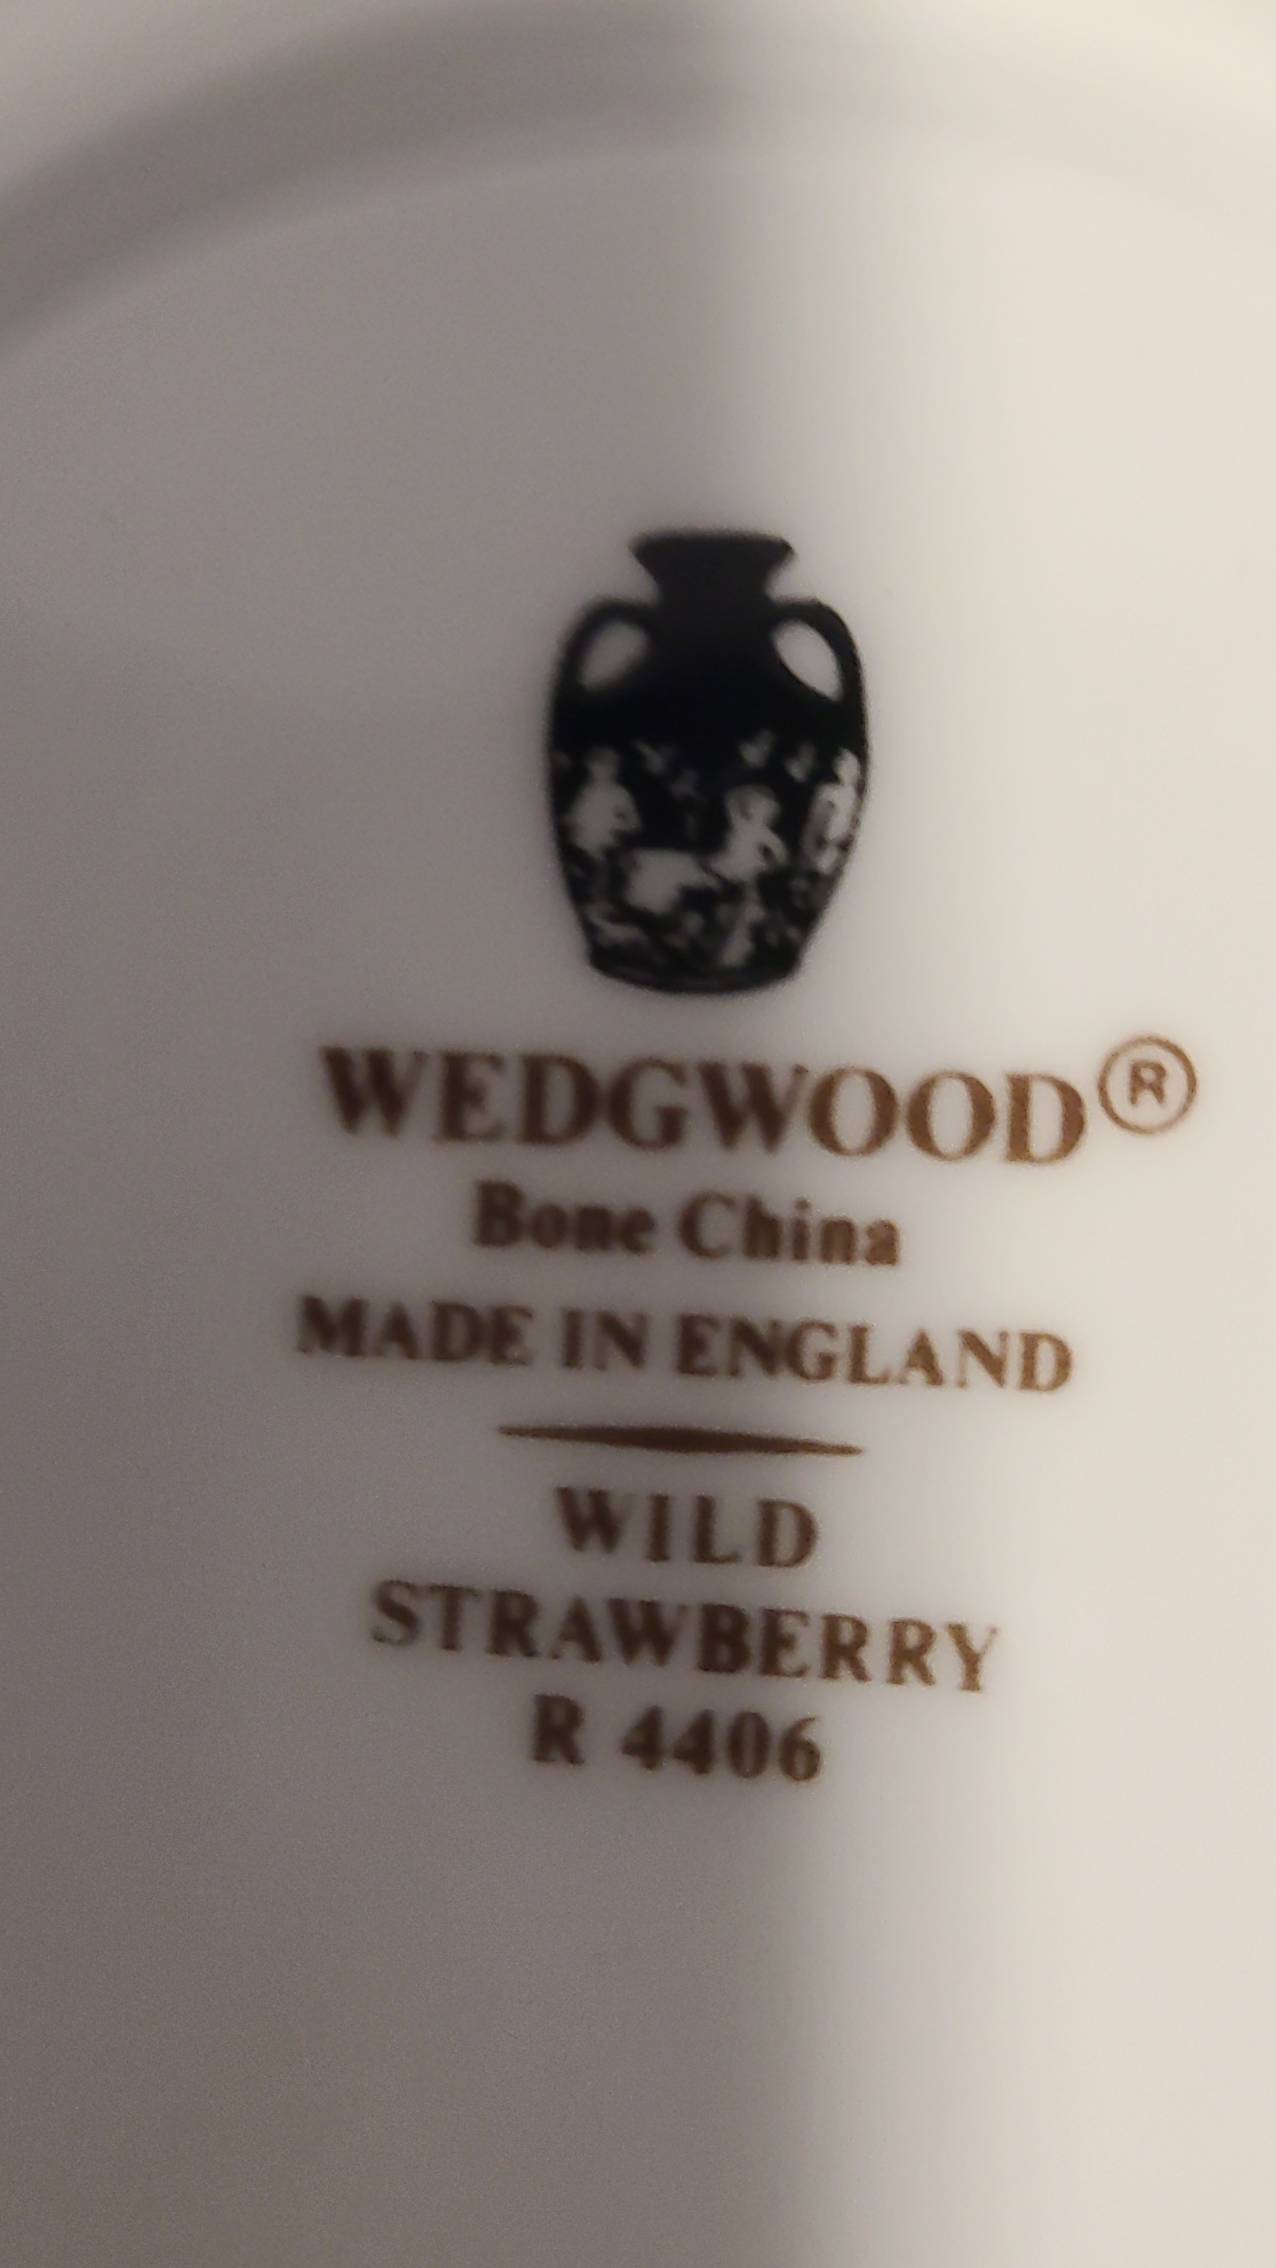 WEDGWOOD®
Bone China
MADE IN ENGLAND
WILD
STRAWBERRY
R 4406